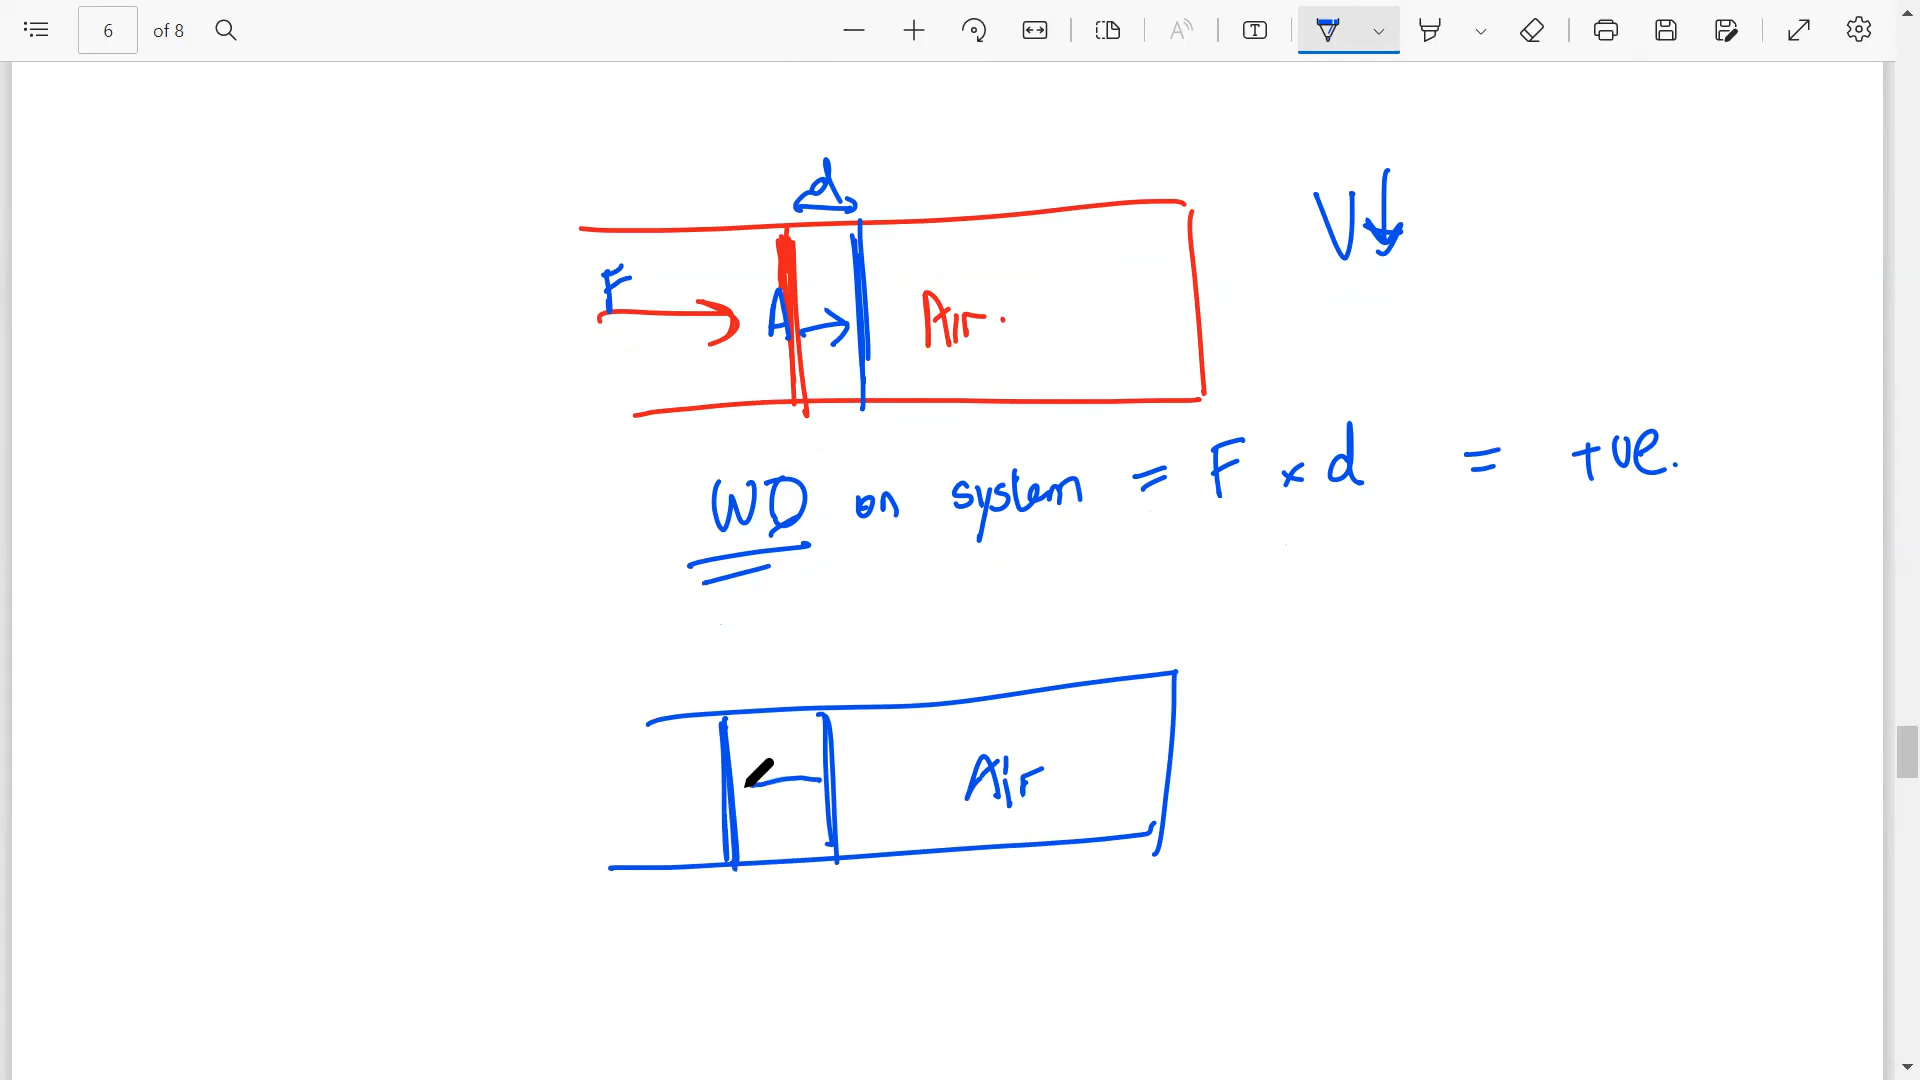 6 of 8
d
V↓
F
A
Air.
WD on system = F × d = +ve.
Air